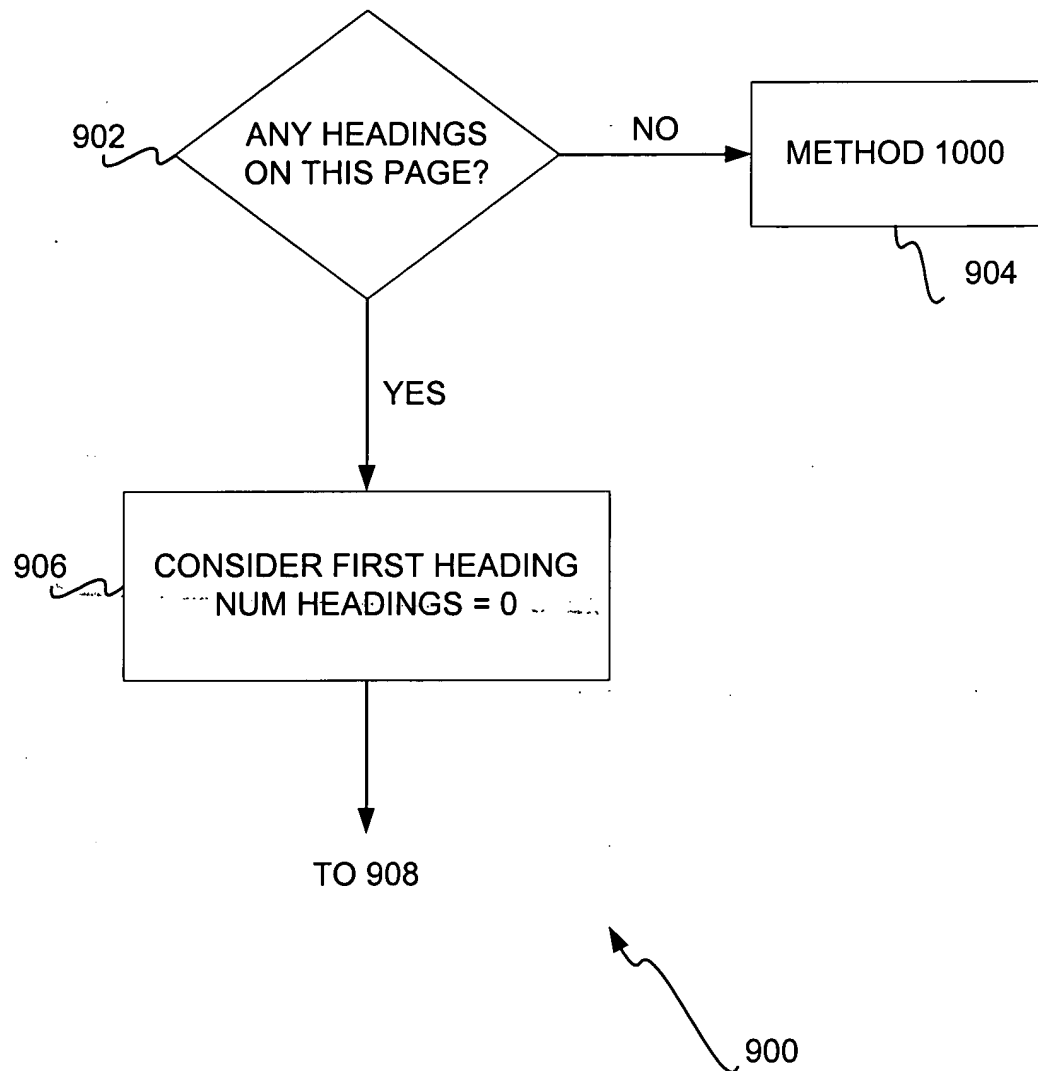 902
ANY HEADINGS
ON THIS PAGE?
NO
METHOD 1000
904
YES
906
CONSIDER FIRST HEADING
NUM HEADINGS = 0
TO 908
900